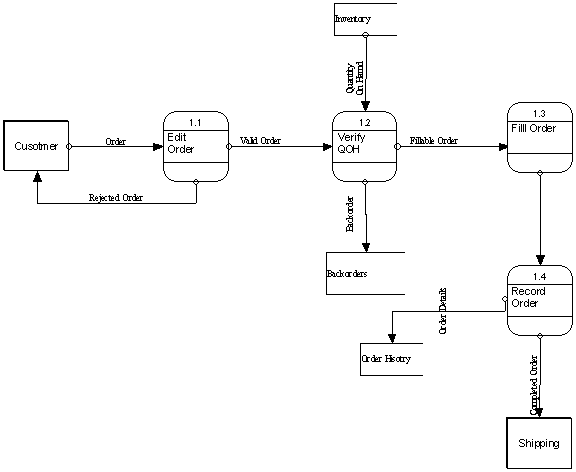 Inventory
Quantity
On Hannd
1.1
Edit
Order
1.2
Verify
QOH
1.3
Filll Order
Cusotmer
Order
Valid Order
Fillable Order
Rejected Order
Backorder
Backorders
1.4
Record
Order
Order Details
Order Hisotry
Completed Order
Shipping